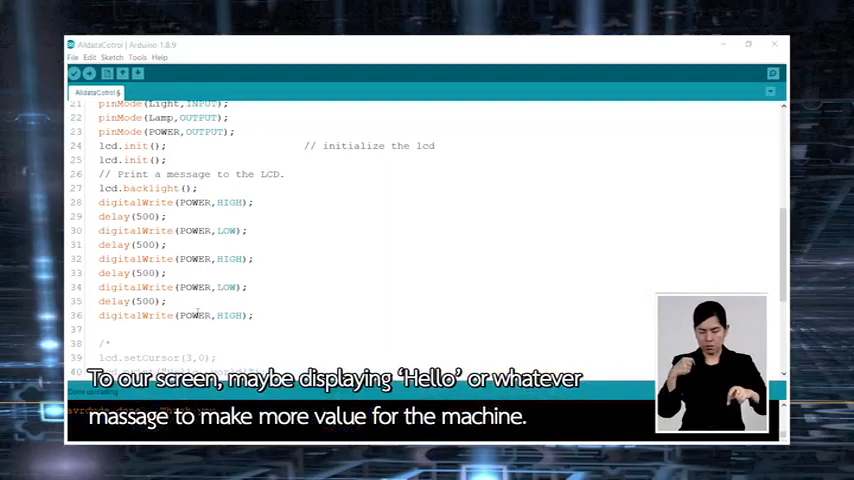 AlldataCotrol | Arduino 1.8.9
File Edit Sketch Tools Help
AlldataCotrol §
21 pinMode(Light,INPUT);
22 pinMode(Lamp,OUTPUT);
23 pinMode(POWER,OUTPUT);
24 lcd.init(); // initialize the lcd
25 lcd.init();
26 // Print a message to the LCD.
27 lcd.backlight();
28 digitalWrite(POWER,HIGH);
29 delay(500);
30 digitalWrite(POWER,LOW);
31 delay(500);
32 digitalWrite(POWER,HIGH);
33 delay(500);
34 digitalWrite(POWER,LOW);
35 delay(500);
36 digitalWrite(POWER,HIGH);
37
38 /*
39 lcd.setCursor(3,0);
40
Done uploading
To our screen, maybe displaying ‘Hello’ or whatever
massage to make more value for the machine.